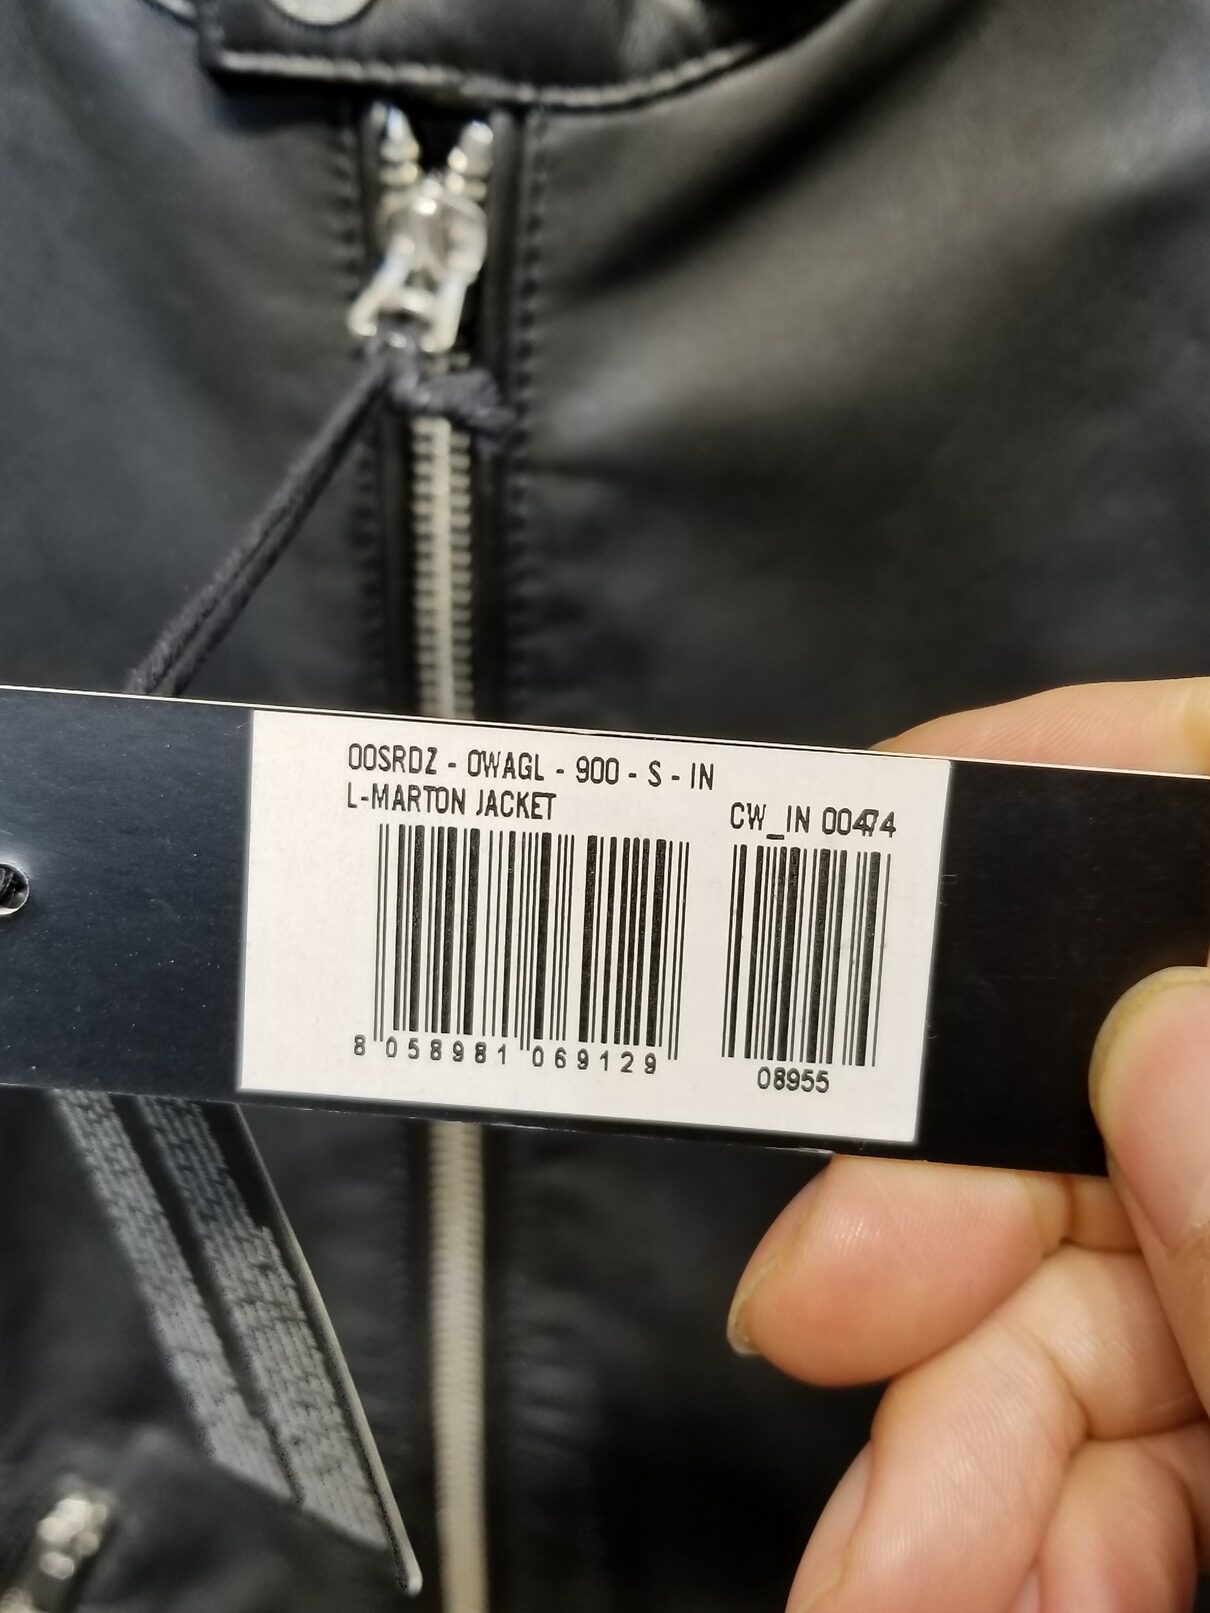 00SRDZ - 0WAGL - 900 - S - IN
L-MARTON JACKET
CW_IN 00474
8 058981 069129
08955